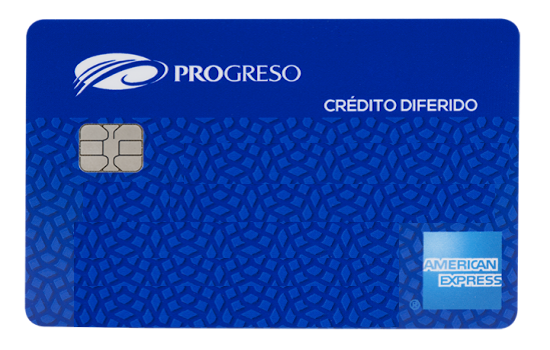 PROGRESO
CRÉDITO DIFERIDO
AMERICAN
EXPRESS
®